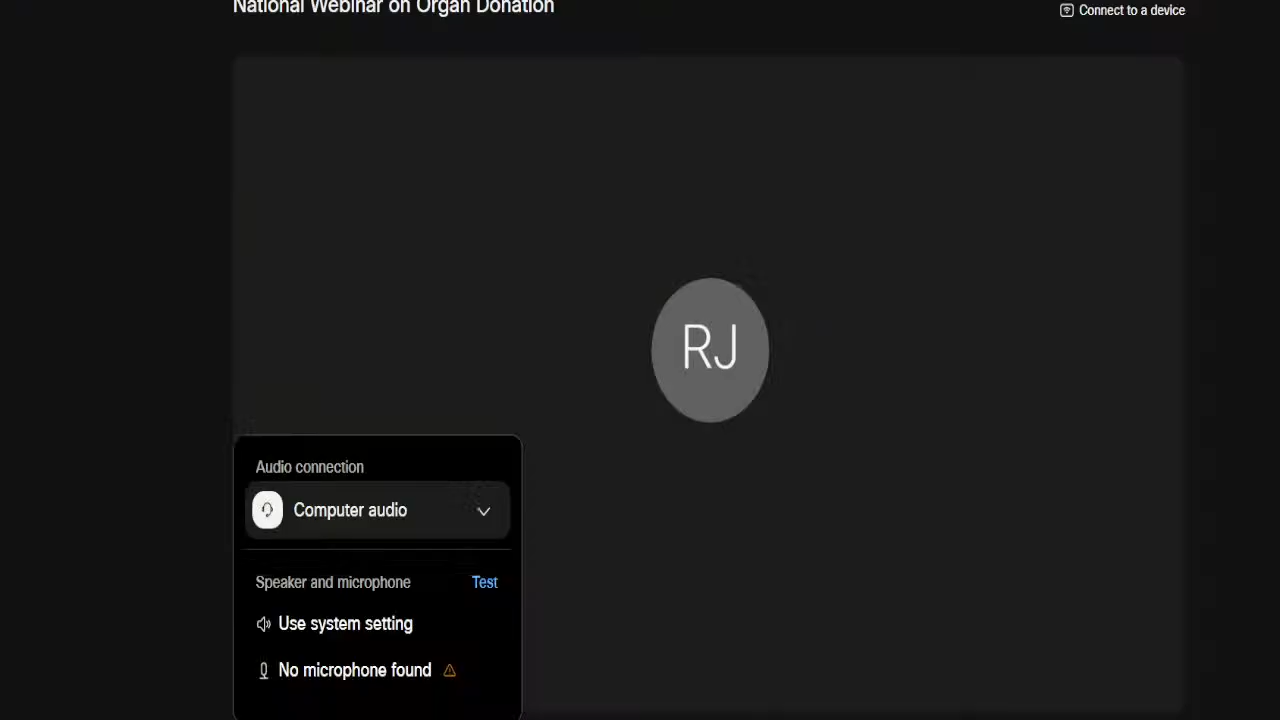 National Webinar on Organ Donation
Connect to a device
RJ
Audio connection
Computer audio
Speaker and microphone Test
Use system setting
No microphone found